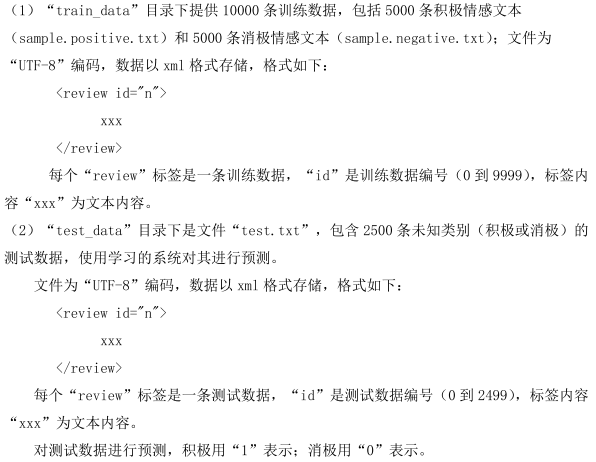 （1）“train_data”目录下提供 10000 条训练数据，包括 5000 条积极情感文本
（sample.positive.txt）和 5000 条消极情感文本（sample.negative.txt）；文件为
“UTF-8”编码，数据以 xml 格式存储，格式如下：
<review id="n">
xxx
</review>
每个“review”标签是一条训练数据，“id”是训练数据编号（0 到 9999），标签内
容“xxx”为文本内容。
（2）“test_data”目录下是文件“test.txt”，包含 2500 条未知类别（积极或消极）的
测试数据，使用学习的系统对其进行预测。
文件为“UTF-8”编码，数据以 xml 格式存储，格式如下：
<review id="n">
xxx
</review>
每个“review”标签是一条测试数据，“id”是测试数据编号（0 到 2499），标签内容
“xxx”为文本内容。
对测试数据进行预测，积极用“1”表示；消极用“0”表示。